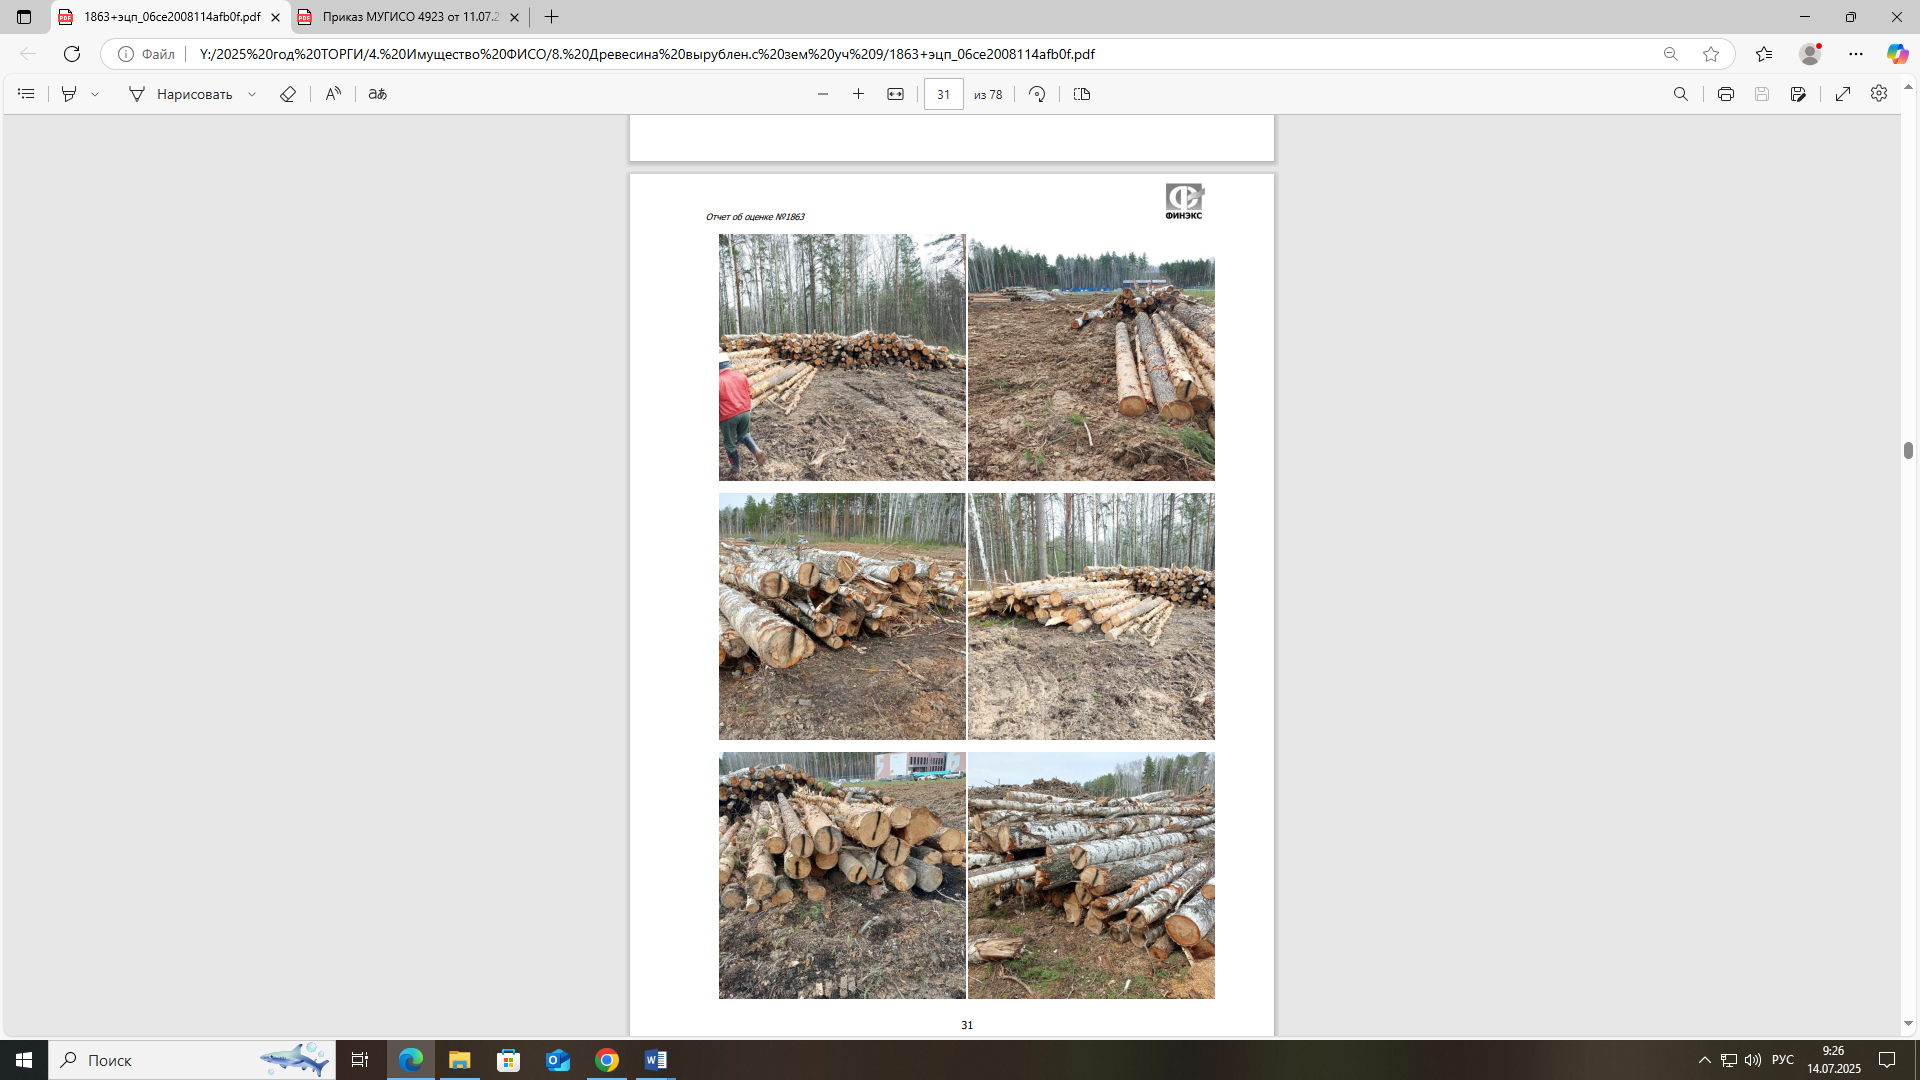 1863+эцп_06ce2008114afb0f.pdf
Приказ МУГИСО 4923 от 11.07.2
Файл
Y:/2025%20год%20ТОРГИ/4.%20Имущество%20ФИСО/8.%20Древесина%20вырублен.с%20зем%20уч%209/1863+эцп_06ce2008114afb0f.pdf
Нарисовать
аあ
31 из 78
ФИНЭКС
Отчет об оценке №1863
31
Поиск
РУС
9:26
14.07.2025